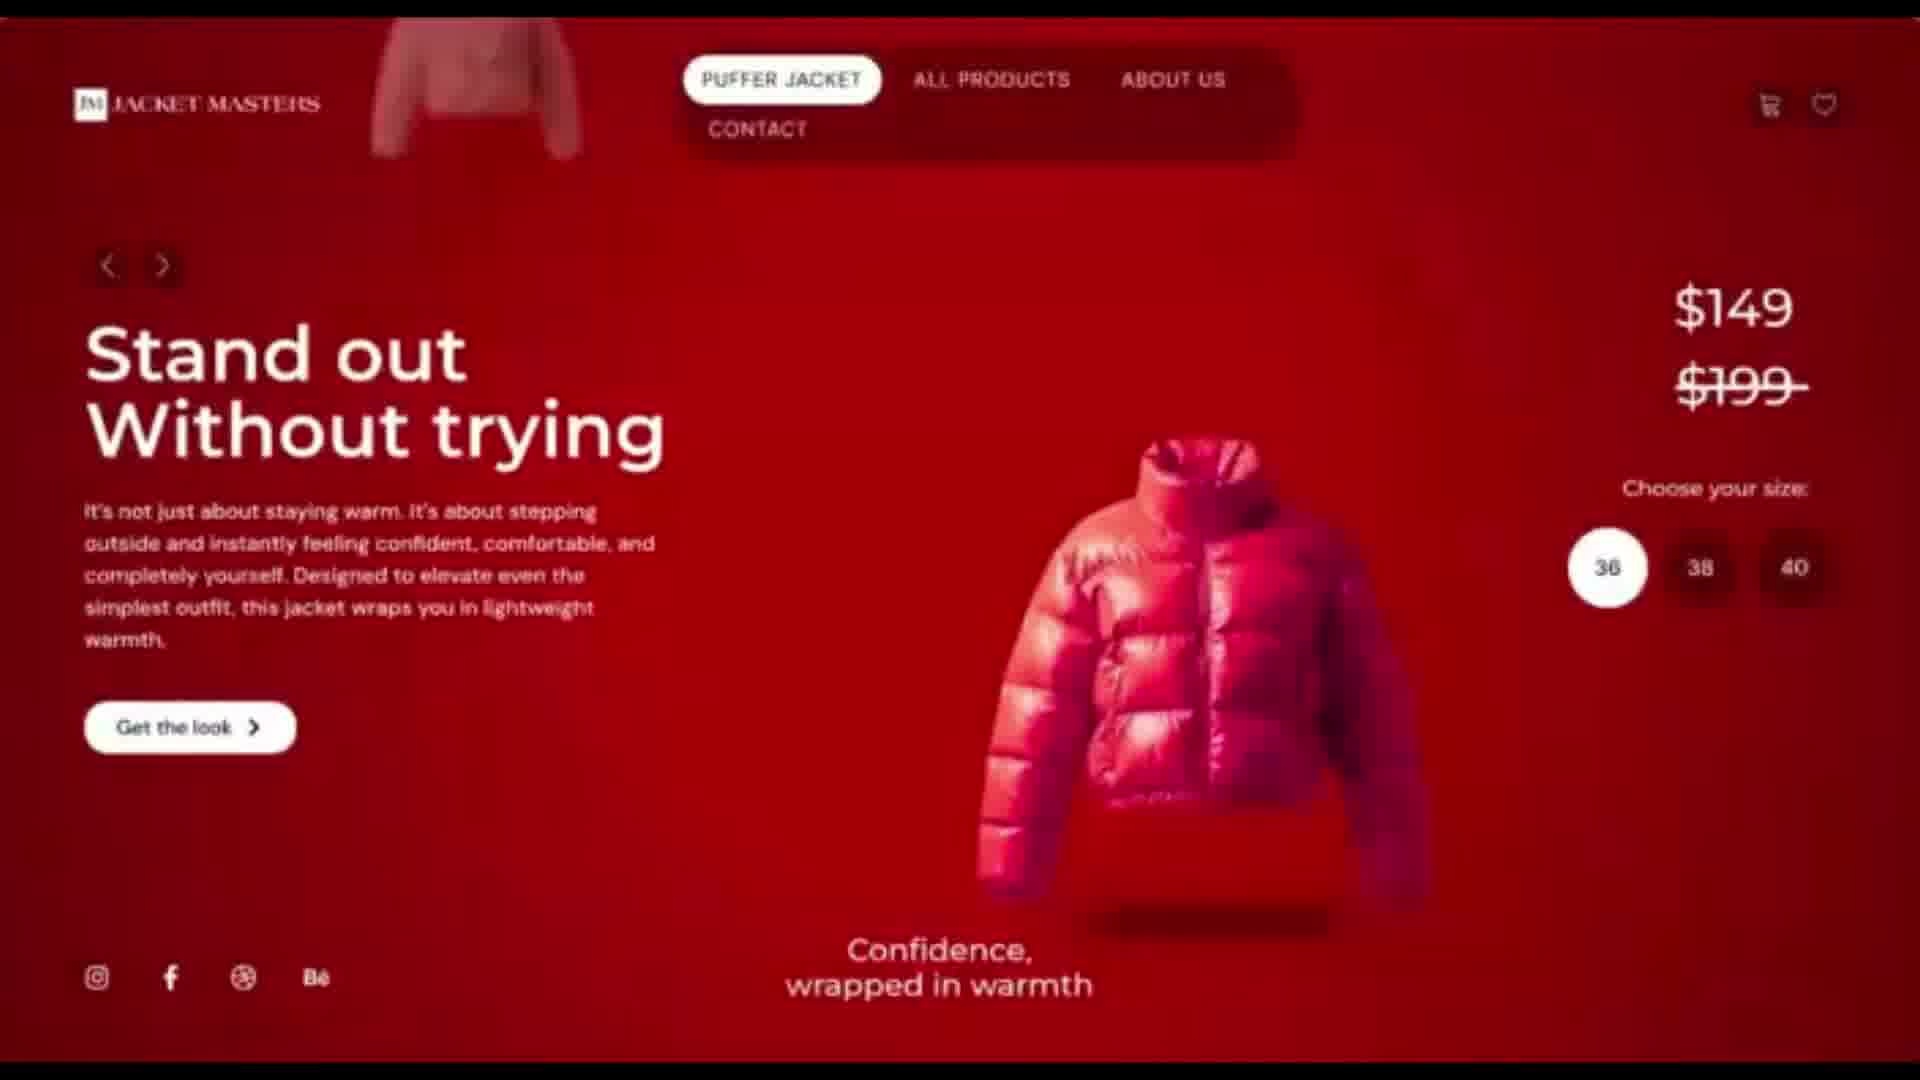 JM JACKET MASTERS
PUFFER JACKET ALL PRODUCTS ABOUT US
CONTACT
Stand out
Without trying
It's not just about staying warm. It's about stepping
outside and instantly feeling confident, comfortable, and
completely yourself. Designed to elevate even the
simplest outfit, this jacket wraps you in lightweight
warmth.
Get the look
$149
$199
Choose your size:
36 38 40
Confidence,
wrapped in warmth
Bē